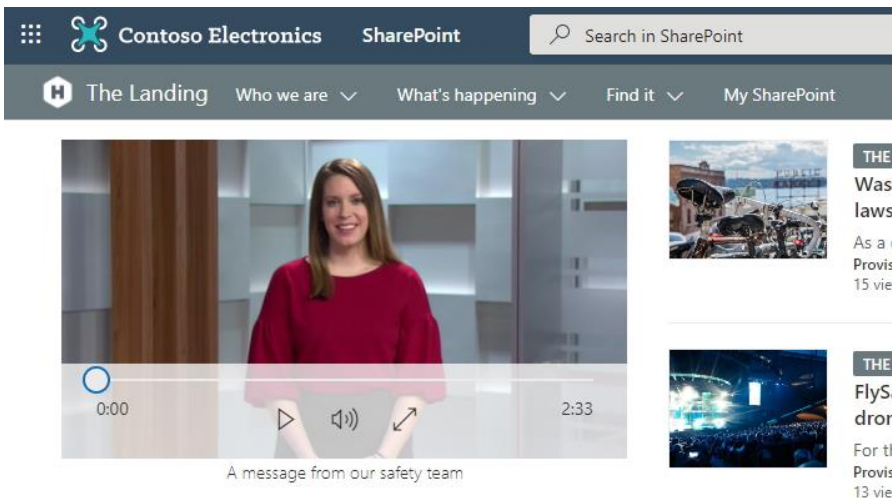 Contoso Electronics SharePoint Search in SharePoint
H The Landing Who we are What's happening Find it My SharePoint
0:00 2:33
A message from our safety team
THE
Was
laws
As a
Provis
15 vie
THE
FlyS
dron
For th
Provis
13 vie